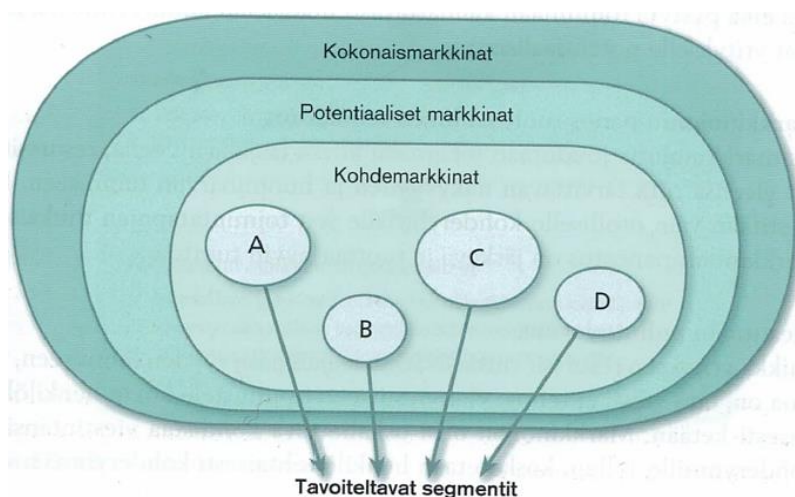 Kokonaismarkkinat
Potentiaaliset markkinat
Kohdemarkkinat
A
C
D
B
Tavoiteltavat segmentit